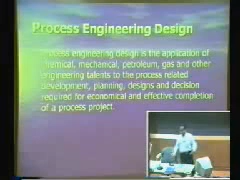 Process Engineering Design
Process engineering design is the application of
chemical, mechanical, petroleum, gas and other
engineering talents to the process related
development, planning, designs and decision
required for economical and effective completion
of a process project.